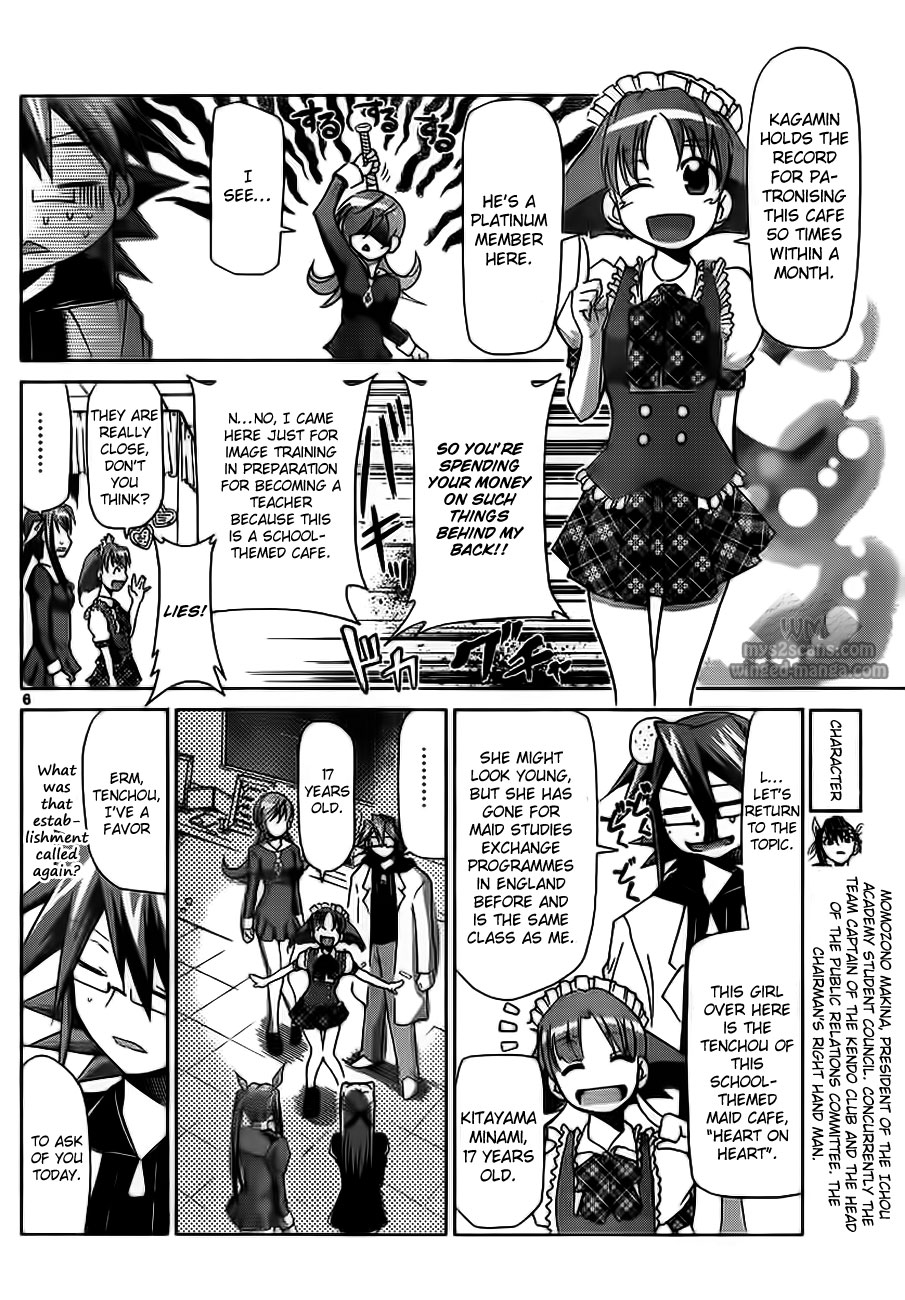 KAGAMIN
HOLDS THE
RECORD
FOR PA-
TRONISING
THIS CAFE
50 TIMES
WITHIN A
MONTH.
HE'S A
PLATINUM
MEMBER
HERE.
する
する
する
I
SEE...
SO YOU'RE
SPENDING
YOUR MONEY
ON SUCH
THINGS
BEHIND MY
BACK!!
グチャ
ドカ
バキ
N...NO, I CAME
HERE JUST FOR
IMAGE TRAINING
IN PREPARATION
FOR BECOMING A
TEACHER
BECAUSE THIS
IS A SCHOOL-
THEMED CAFE.
LIES!
THEY ARE
REALLY
CLOSE,
DON'T
YOU
THINK?
.........
WM
mys2scans.com
winged-manga.com
6
CHARACTER
MOMOZONO MAKINA, PRESIDENT OF THE ICHOU
ACADEMY STUDENT COUNCIL. CONCURRENTLY THE
TEAM CAPTAIN OF THE KENDO CLUB AND THE HEAD
OF THE PUBLIC RELATIONS COMMITTEE. THE
CHAIRMAN'S RIGHT HAND MAN.
L...
LET'S
RETURN
TO THE
TOPIC.
THIS GIRL
OVER HERE
IS THE
TENCHOU OF
THIS
SCHOOL-
THEMED
MAID CAFE,
"HEART ON
HEART".
SHE MIGHT
LOOK YOUNG,
BUT SHE HAS
GONE FOR
MAID STUDIES
EXCHANGE
PROGRAMMES
IN ENGLAND
BEFORE AND
IS THE SAME
CLASS AS ME.
KITAYAMA
MINAMI,
17 YEARS
OLD.
.........
17
YEARS
OLD.
ERM,
TENCHOU,
I'VE A
FAVOR
What
was
that
estab-
lishment
called
again?
TO ASK
OF YOU
TODAY.